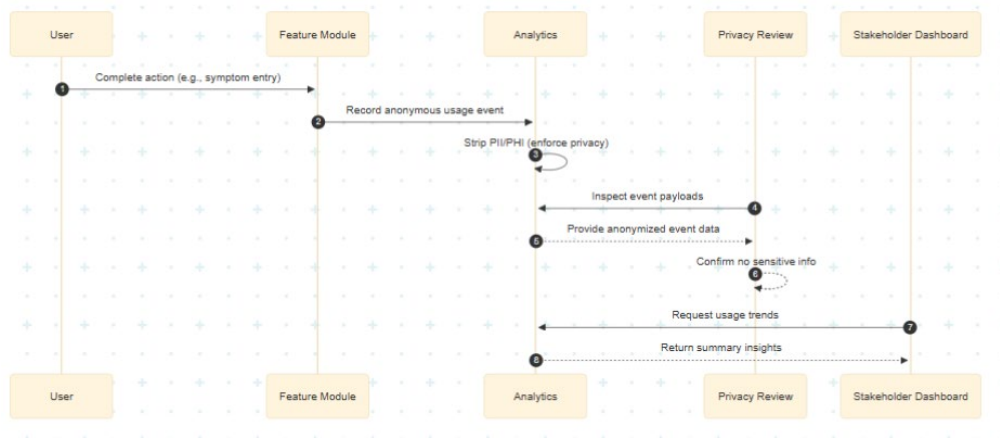 User
Feature Module
Analytics
Privacy Review
Stakeholder Dashboard
Complete action (e.g., symptom entry)
1
Record anonymous usage event
2
Strip PII/PHI (enforce privacy)
3
Inspect event payloads
4
Provide anonymized event data
5
Confirm no sensitive info
6
Request usage trends
7
Return summary insights
8
User
Feature Module
Analytics
Privacy Review
Stakeholder Dashboard